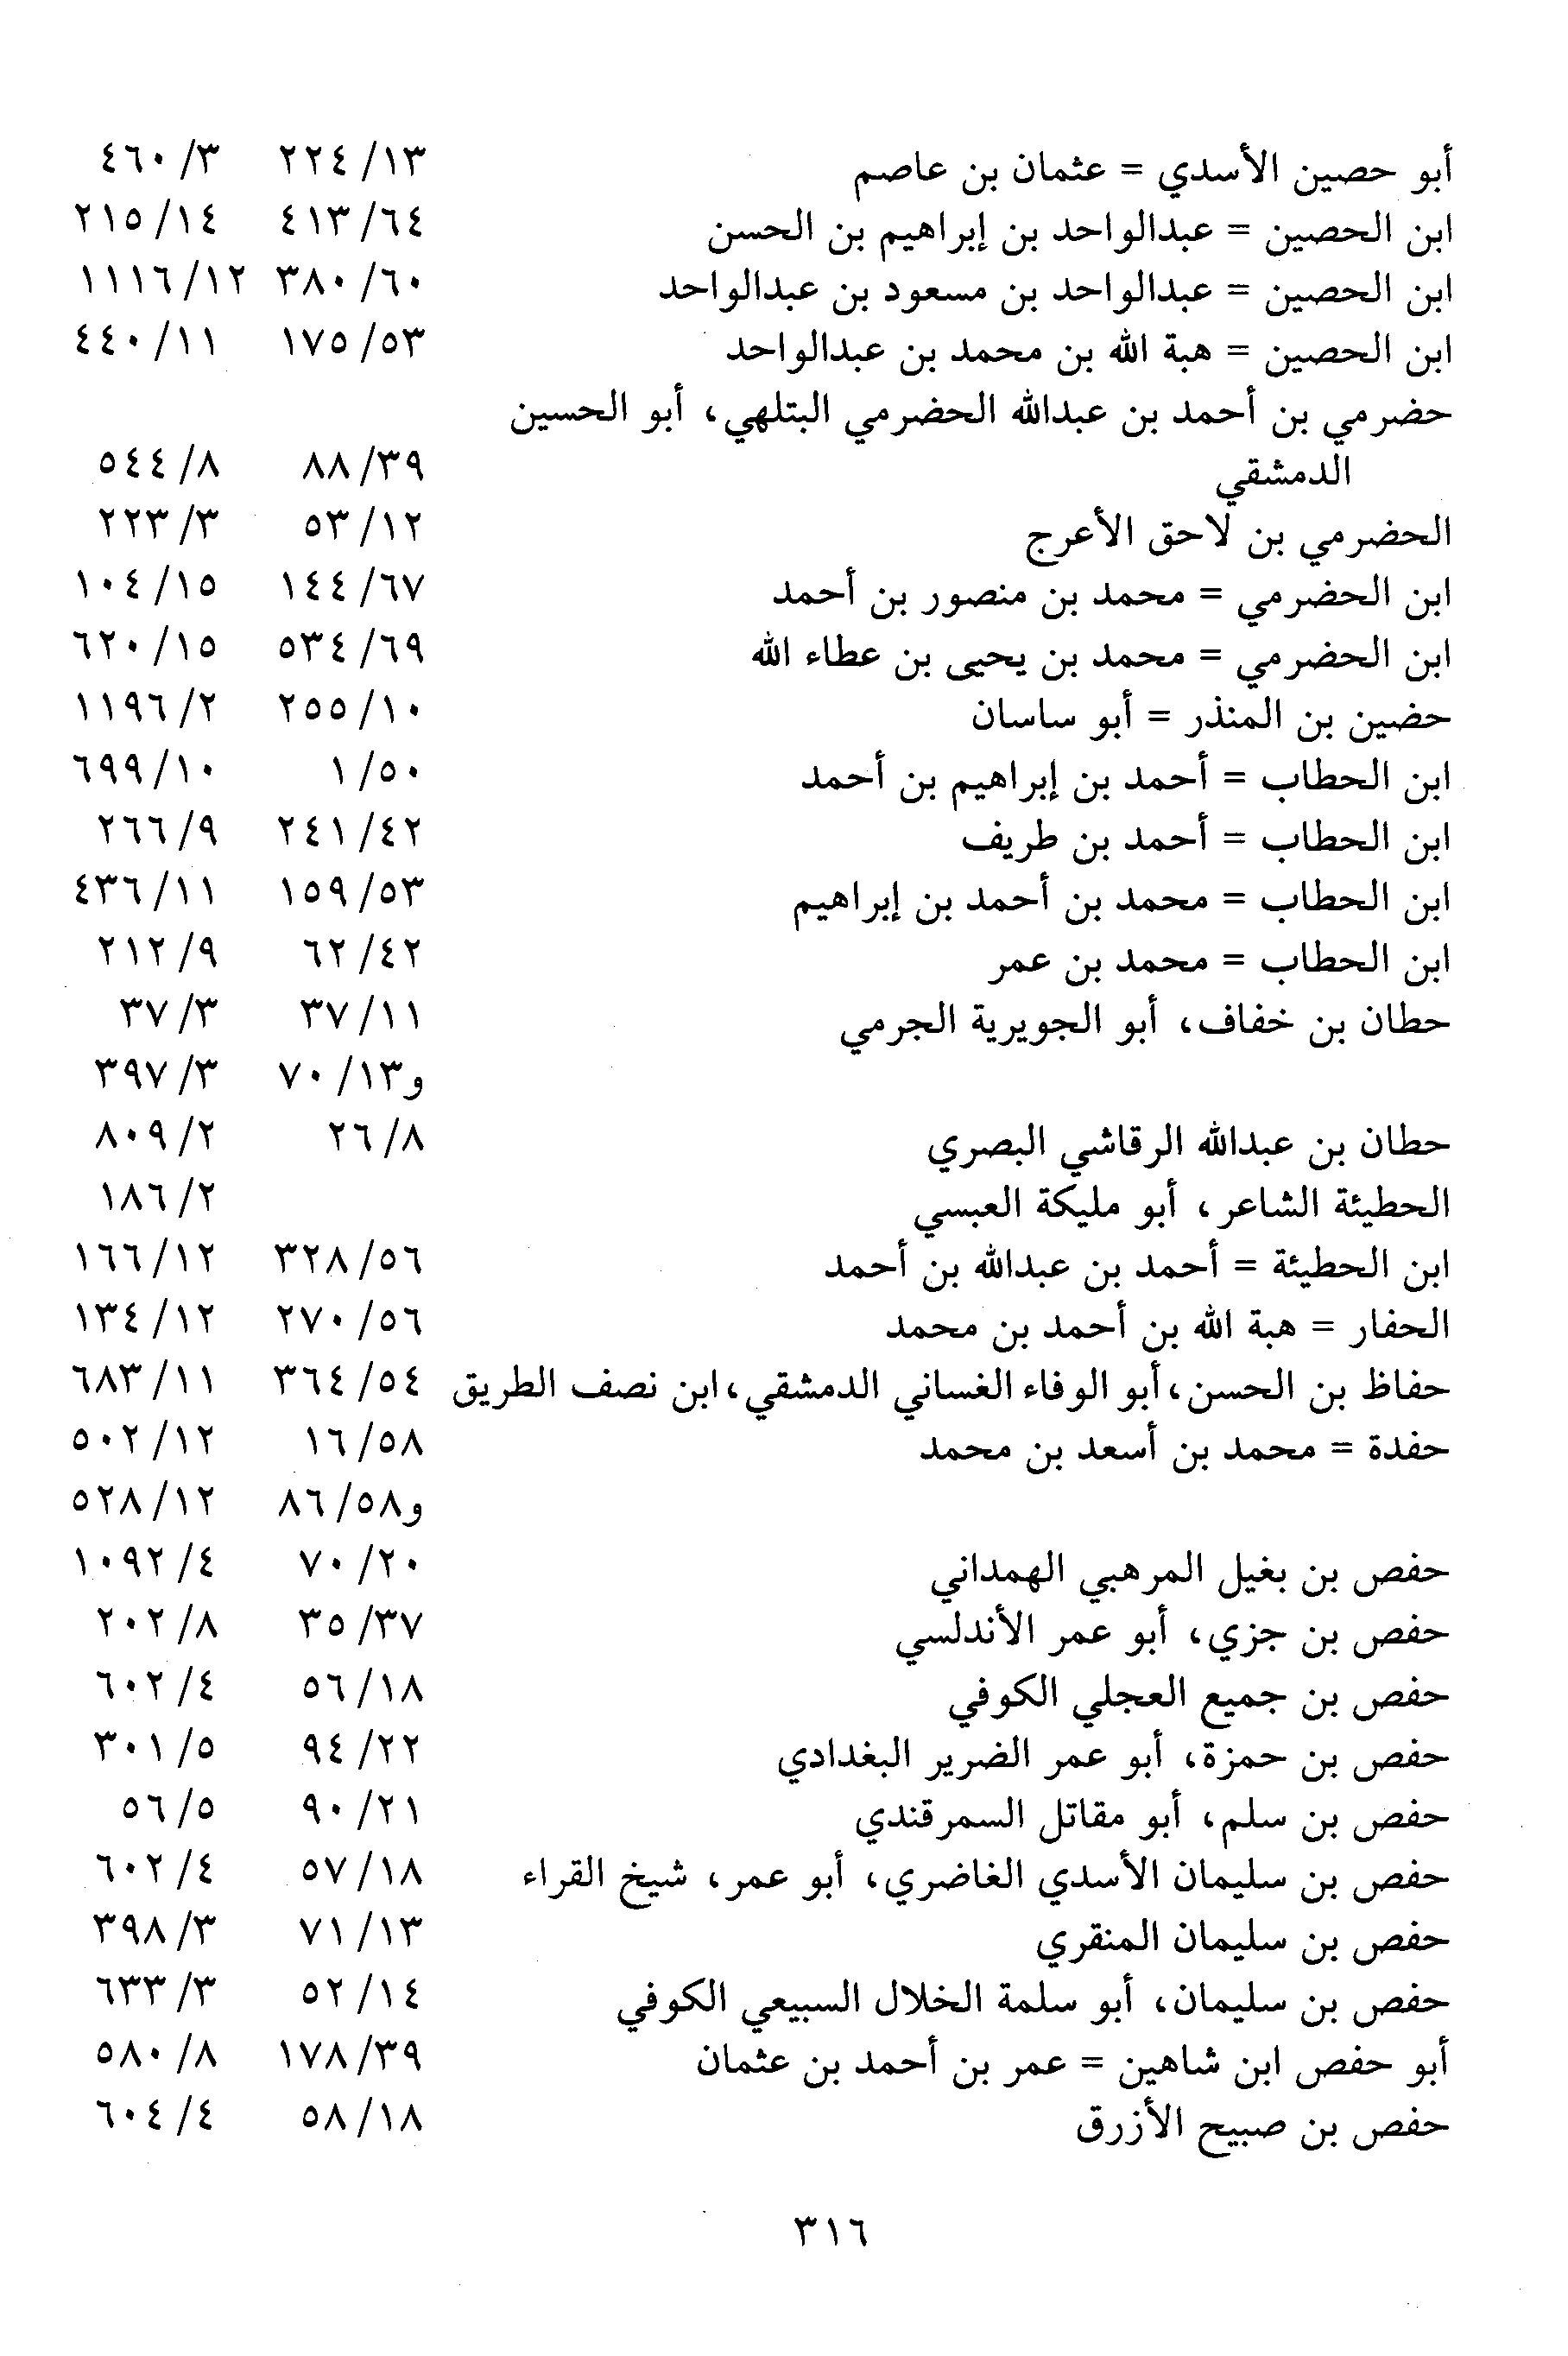 أبو حصين الأسدي = عثمان بن عاصم ١٣/ ٢٢٤ ٣/ ٤٦٠
ابن الحصين = عبدالواحد بن إبراهيم بن الحسن ٦٤/ ٤١٣ ١٤/ ٢١٥
ابن الحصين = عبدالواحد بن مسعود بن عبدالواحد ٦٠/ ٣٨٠ ١٢/ ١١١٦
ابن الحصين = هبة الله بن محمد بن عبدالواحد ٥٣/ ١٧٥ ١١/ ٤٤٠
حضرمي بن أحمد بن عبدالله الحضرمي البتلهي، أبو الحسين
الدمشقي ٣٩/ ٨٨ ٨/ ٥٤٤
الحضرمي بن لاحق الأعرج ١٢/ ٥٣ ٣/ ٢٢٣
ابن الحضرمي = محمد بن منصور بن أحمد ٦٧/ ١٤٤ ١٥/ ١٠٤
ابن الحضرمي = محمد بن يحيى بن عطاء الله ٦٩/ ٥٣٤ ١٥/ ٦٢٠
حضين بن المنذر = أبو ساسان ١٠/ ٢٥٥ ٢/ ١١٩٦
ابن الحطاب = أحمد بن إبراهيم بن أحمد ٥٠/ ١ ١٠/ ٦٩٩
ابن الحطاب = أحمد بن طريف ٤٢/ ٢٤١ ٩/ ٢٦٦
ابن الحطاب = محمد بن أحمد بن إبراهيم ٥٣/ ١٥٩ ١١/ ٤٣٦
ابن الحطاب = محمد بن عمر ٤٢/ ٦٢ ٩/ ٢١٢
حطان بن خفاف، أبو الجويرية الجرمي ١١/ ٣٧ ٣/ ٣٧
و١٣/ ٧٠ ٣/ ٣٩٧
حطان بن عبدالله الرقاشي البصري ٨/ ٢٦ ٢/ ٨٠٩
الحطيئة الشاعر، أبو مليكة العبسي ٢/ ١٨٦
ابن الحطيئة = أحمد بن عبدالله بن أحمد ٥٦/ ٣٢٨ ١٢/ ١٦٦
الحفار = هبة الله بن أحمد بن محمد ٥٦/ ٢٧٠ ١٢/ ١٣٤
حفاظ بن الحسن، أبو الوفاء الغساني الدمشقي، ابن نصف الطريق ٥٤/ ٣٦٤ ١١/ ٦٨٣
حفدة = محمد بن أسعد بن محمد ٥٨/ ١٦ ١٢/ ٥٠٢
و٥٨/ ٨٦ ١٢/ ٥٢٨
حفص بن بغيل المرهبي الهمداني ٢٠/ ٧٠ ٤/ ١٠٩٢
حفص بن جزي، أبو عمر الأندلسي ٣٧/ ٣٥ ٨/ ٢٠٢
حفص بن جميع العجلي الكوفي ١٨/ ٥٦ ٤/ ٦٠٢
حفص بن حمزة، أبو عمر الضرير البغدادي ٢٢/ ٩٤ ٥/ ٣٠١
حفص بن سلم، أبو مقاتل السمرقندي ٢١/ ٩٠ ٥/ ٥٦
حفص بن سليمان الأسدي الغاضري، أبو عمر، شيخ القراء ١٨/ ٥٧ ٤/ ٦٠٢
حفص بن سليمان المنقري ١٣/ ٧١ ٣/ ٣٩٨
حفص بن سليمان، أبو سلمة الخلال السبيعي الكوفي ١٤/ ٥٢ ٣/ ٦٣٣
أبو حفص ابن شاهين = عمر بن أحمد بن عثمان ٣٩/ ١٧٨ ٨/ ٥٨٠
حفص بن صبيح الأزرق ١٨/ ٥٨ ٤/ ٦٠٤
٣١٦